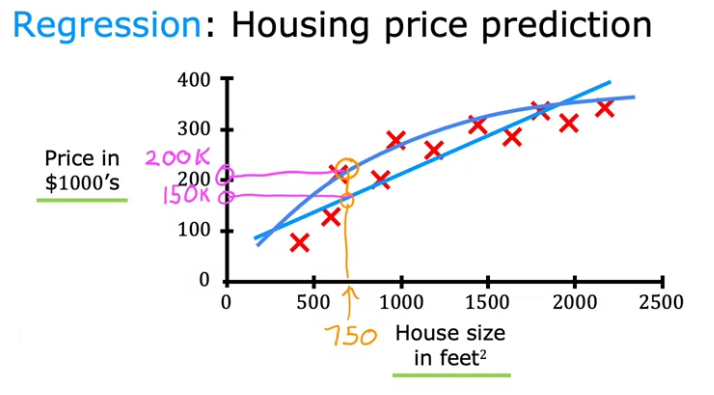 Regression: Housing price prediction
400
300
Price in
$1000's
200K
200
150K
100
0
0 500 1000 1500 2000 2500
750
House size
in feet²